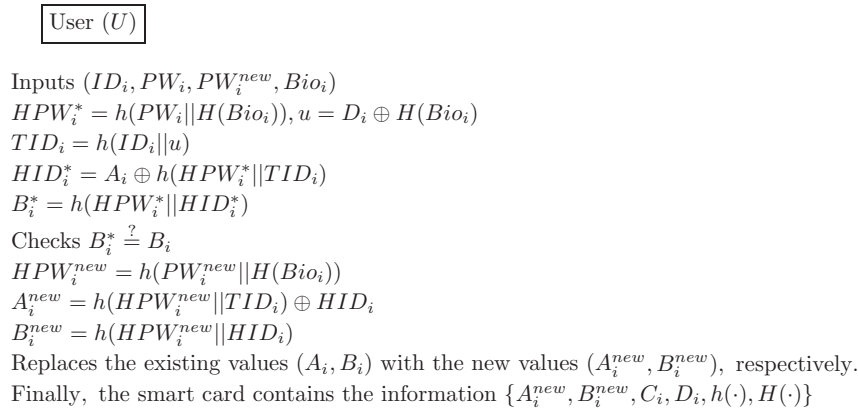 User (U)
Inputs (ID_i, PW_i, PW_i^{new}, Bio_i)
HPW_i^* = h(PW_i||H(Bio_i)), u = D_i ⊕ H(Bio_i)
TID_i = h(ID_i||u)
HID_i^* = A_i ⊕ h(HPW_i^*||TID_i)
B_i^* = h(HPW_i^*||HID_i^*)
Checks B_i^* ≟ B_i
HPW_i^{new} = h(PW_i^{new}||H(Bio_i))
A_i^{new} = h(HPW_i^{new}||TID_i) ⊕ HID_i
B_i^{new} = h(HPW_i^{new}||HID_i)
Replaces the existing values (A_i, B_i) with the new values (A_i^{new}, B_i^{new}), respectively.
Finally, the smart card contains the information {A_i^{new}, B_i^{new}, C_i, D_i, h(·), H(·)}